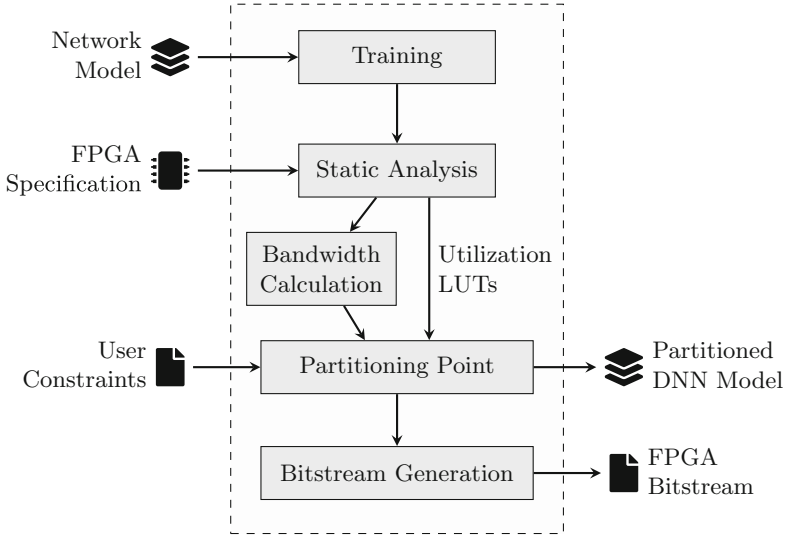 Network
Model
Training
FPGA
Specification
Static Analysis
Bandwidth
Calculation
Utilization
LUTs
User
Constraints
Partitioning Point
Partitioned
DNN Model
Bitstream Generation
FPGA
Bitstream